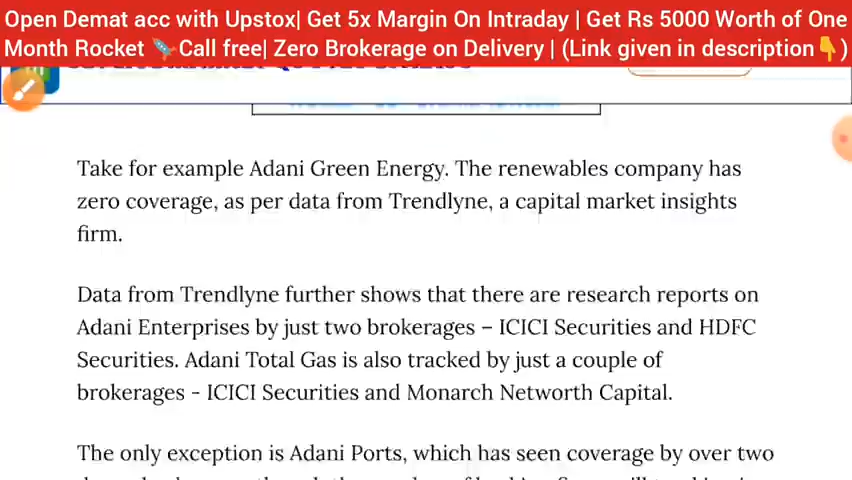 Open Demat acc with Upstox| Get 5x Margin On Intraday | Get Rs 5000 Worth of One
Month Rocket 🚀Call free| Zero Brokerage on Delivery | (Link given in description👇)
Take for example Adani Green Energy. The renewables company has
zero coverage, as per data from Trendlyne, a capital market insights
firm.
Data from Trendlyne further shows that there are research reports on
Adani Enterprises by just two brokerages – ICICI Securities and HDFC
Securities. Adani Total Gas is also tracked by just a couple of
brokerages - ICICI Securities and Monarch Networth Capital.
The only exception is Adani Ports, which has seen coverage by over two